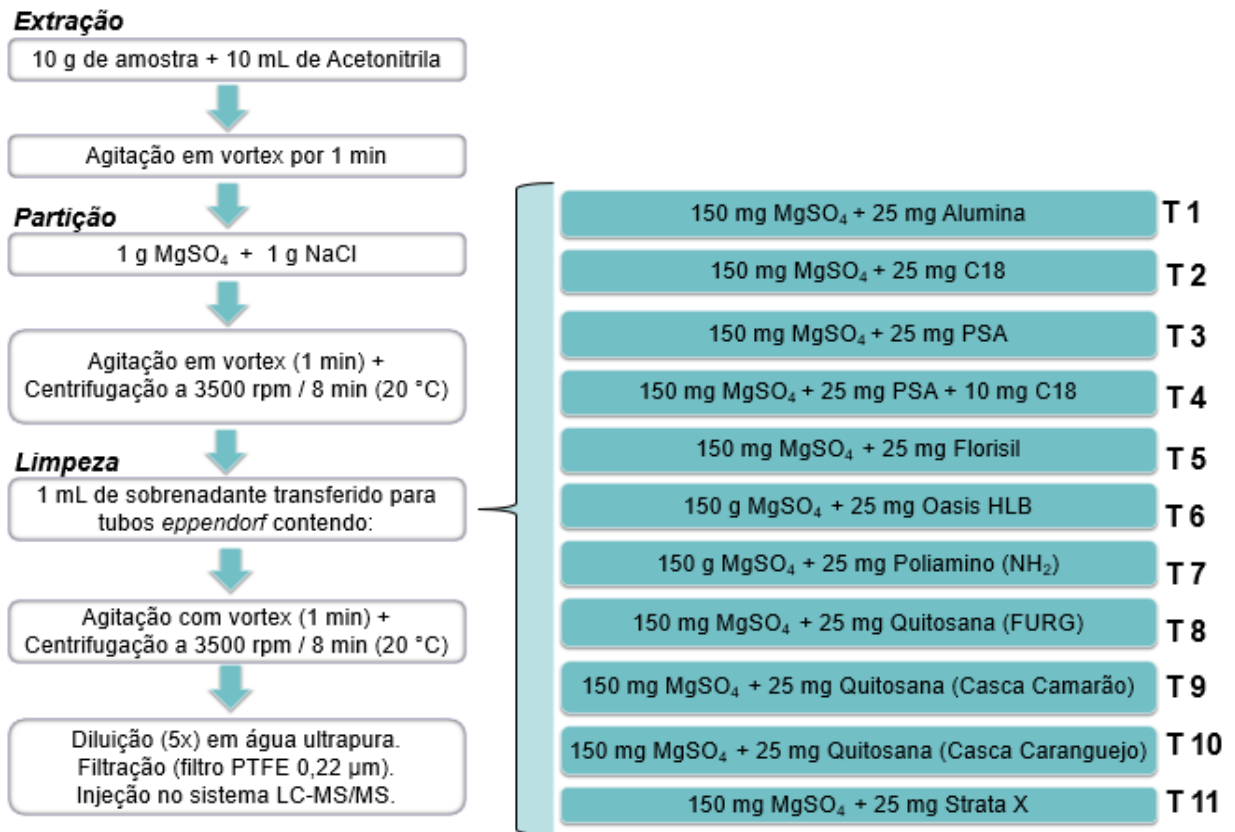 Extração
10 g de amostra + 10 mL de Acetonitrila
Agitação em vortex por 1 min
Partição
1 g MgSO₄ + 1 g NaCl
Agitação em vortex (1 min) +
Centrifugação a 3500 rpm / 8 min (20 °C)
Limpeza
1 mL de sobrenadante transferido para
tubos eppendorf contendo:
Agitação com vortex (1 min) +
Centrifugação a 3500 rpm / 8 min (20 °C)
Diluição (5x) em água ultrapura.
Filtração (filtro PTFE 0,22 µm).
Injeção no sistema LC-MS/MS.
150 mg MgSO₄ + 25 mg Alumina T 1
150 mg MgSO₄ + 25 mg C18 T 2
150 mg MgSO₄ + 25 mg PSA T 3
150 mg MgSO₄ + 25 mg PSA + 10 mg C18 T 4
150 mg MgSO₄ + 25 mg Florisil T 5
150 g MgSO₄ + 25 mg Oasis HLB T 6
150 g MgSO₄ + 25 mg Poliamino (NH₂) T 7
150 mg MgSO₄ + 25 mg Quitosana (FURG) T 8
150 mg MgSO₄ + 25 mg Quitosana (Casca Camarão) T 9
150 mg MgSO₄ + 25 mg Quitosana (Casca Caranguejo) T 10
150 mg MgSO₄ + 25 mg Strata X T 11